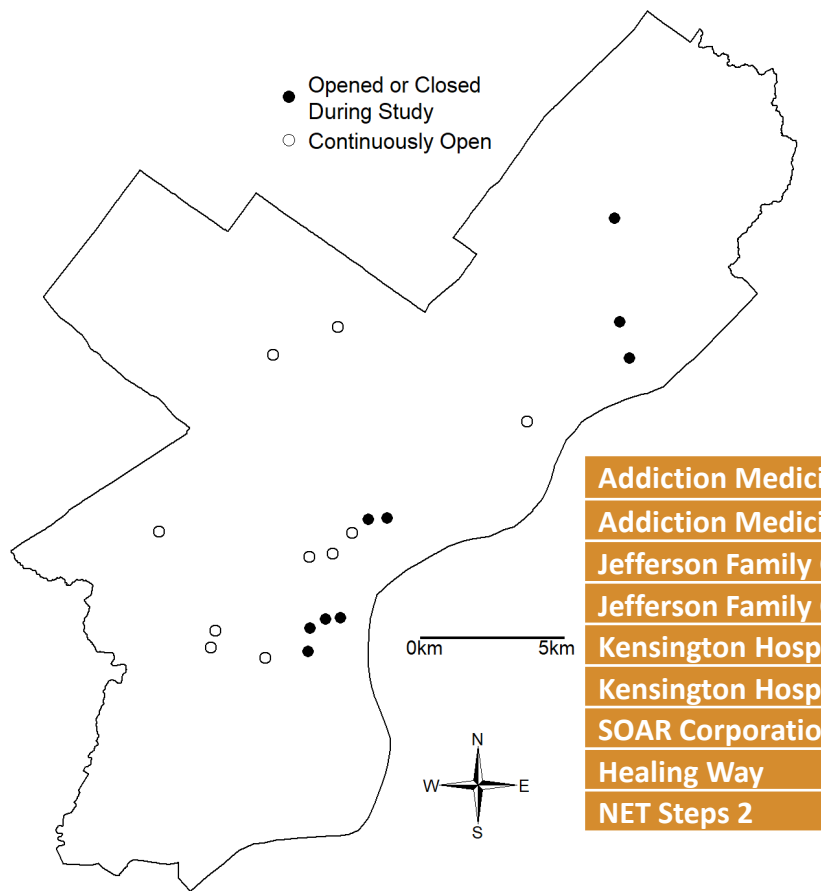 Opened or Closed
During Study
Continuously Open
0km 5km
N
W E
S
Addiction Medici
Addiction Medici
Jefferson Family
Jefferson Family
Kensington Hosp
Kensington Hosp
SOAR Corporatio
Healing Way
NET Steps 2